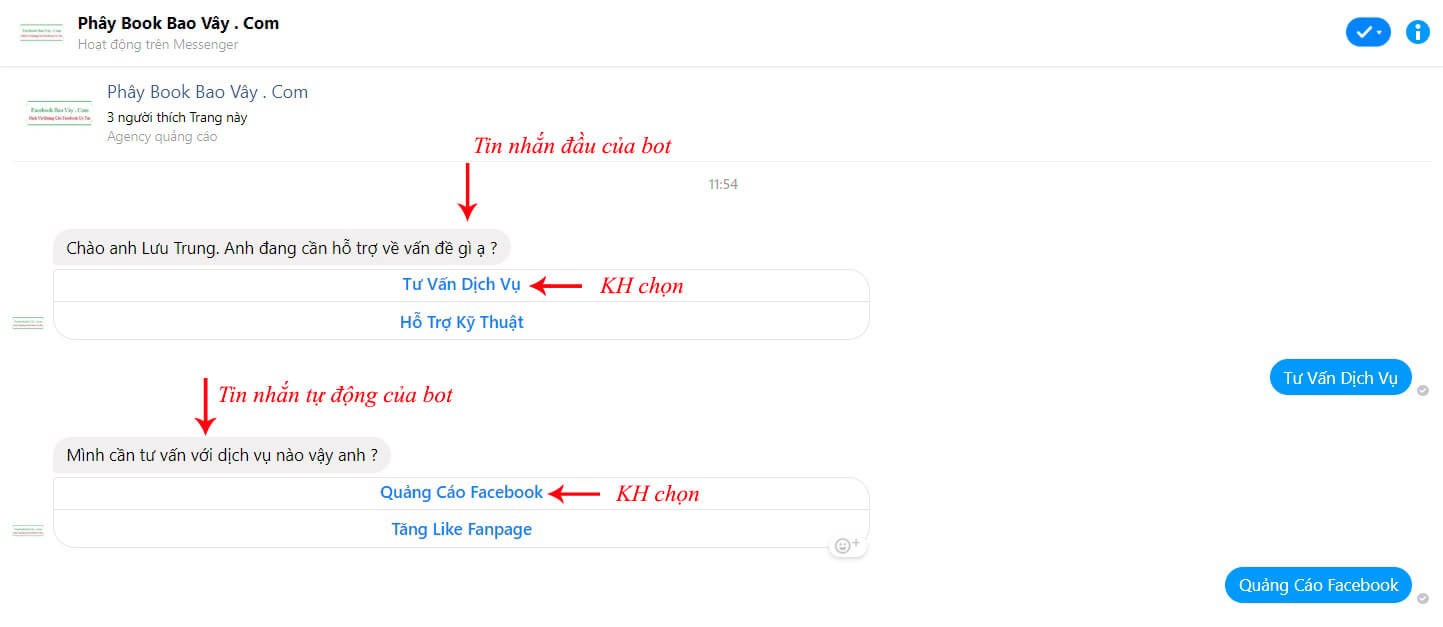 Phây Book Bao Vây . Com
Hoạt động trên Messenger
Phây Book Bao Vây . Com
Facebook Bao Vây . Com
3 người thích Trang này
Agency quảng cáo
Tin nhắn đầu của bot
11:54
Chào anh Lưu Trung. Anh đang cần hỗ trợ về vấn đề gì ạ ?
Tư Vấn Dịch Vụ
KH chọn
Hỗ Trợ Kỹ Thuật
Tư Vấn Dịch Vụ
Tin nhắn tự động của bot
Mình cần tư vấn với dịch vụ nào vậy anh ?
Quảng Cáo Facebook
KH chọn
Tăng Like Fanpage
Quảng Cáo Facebook